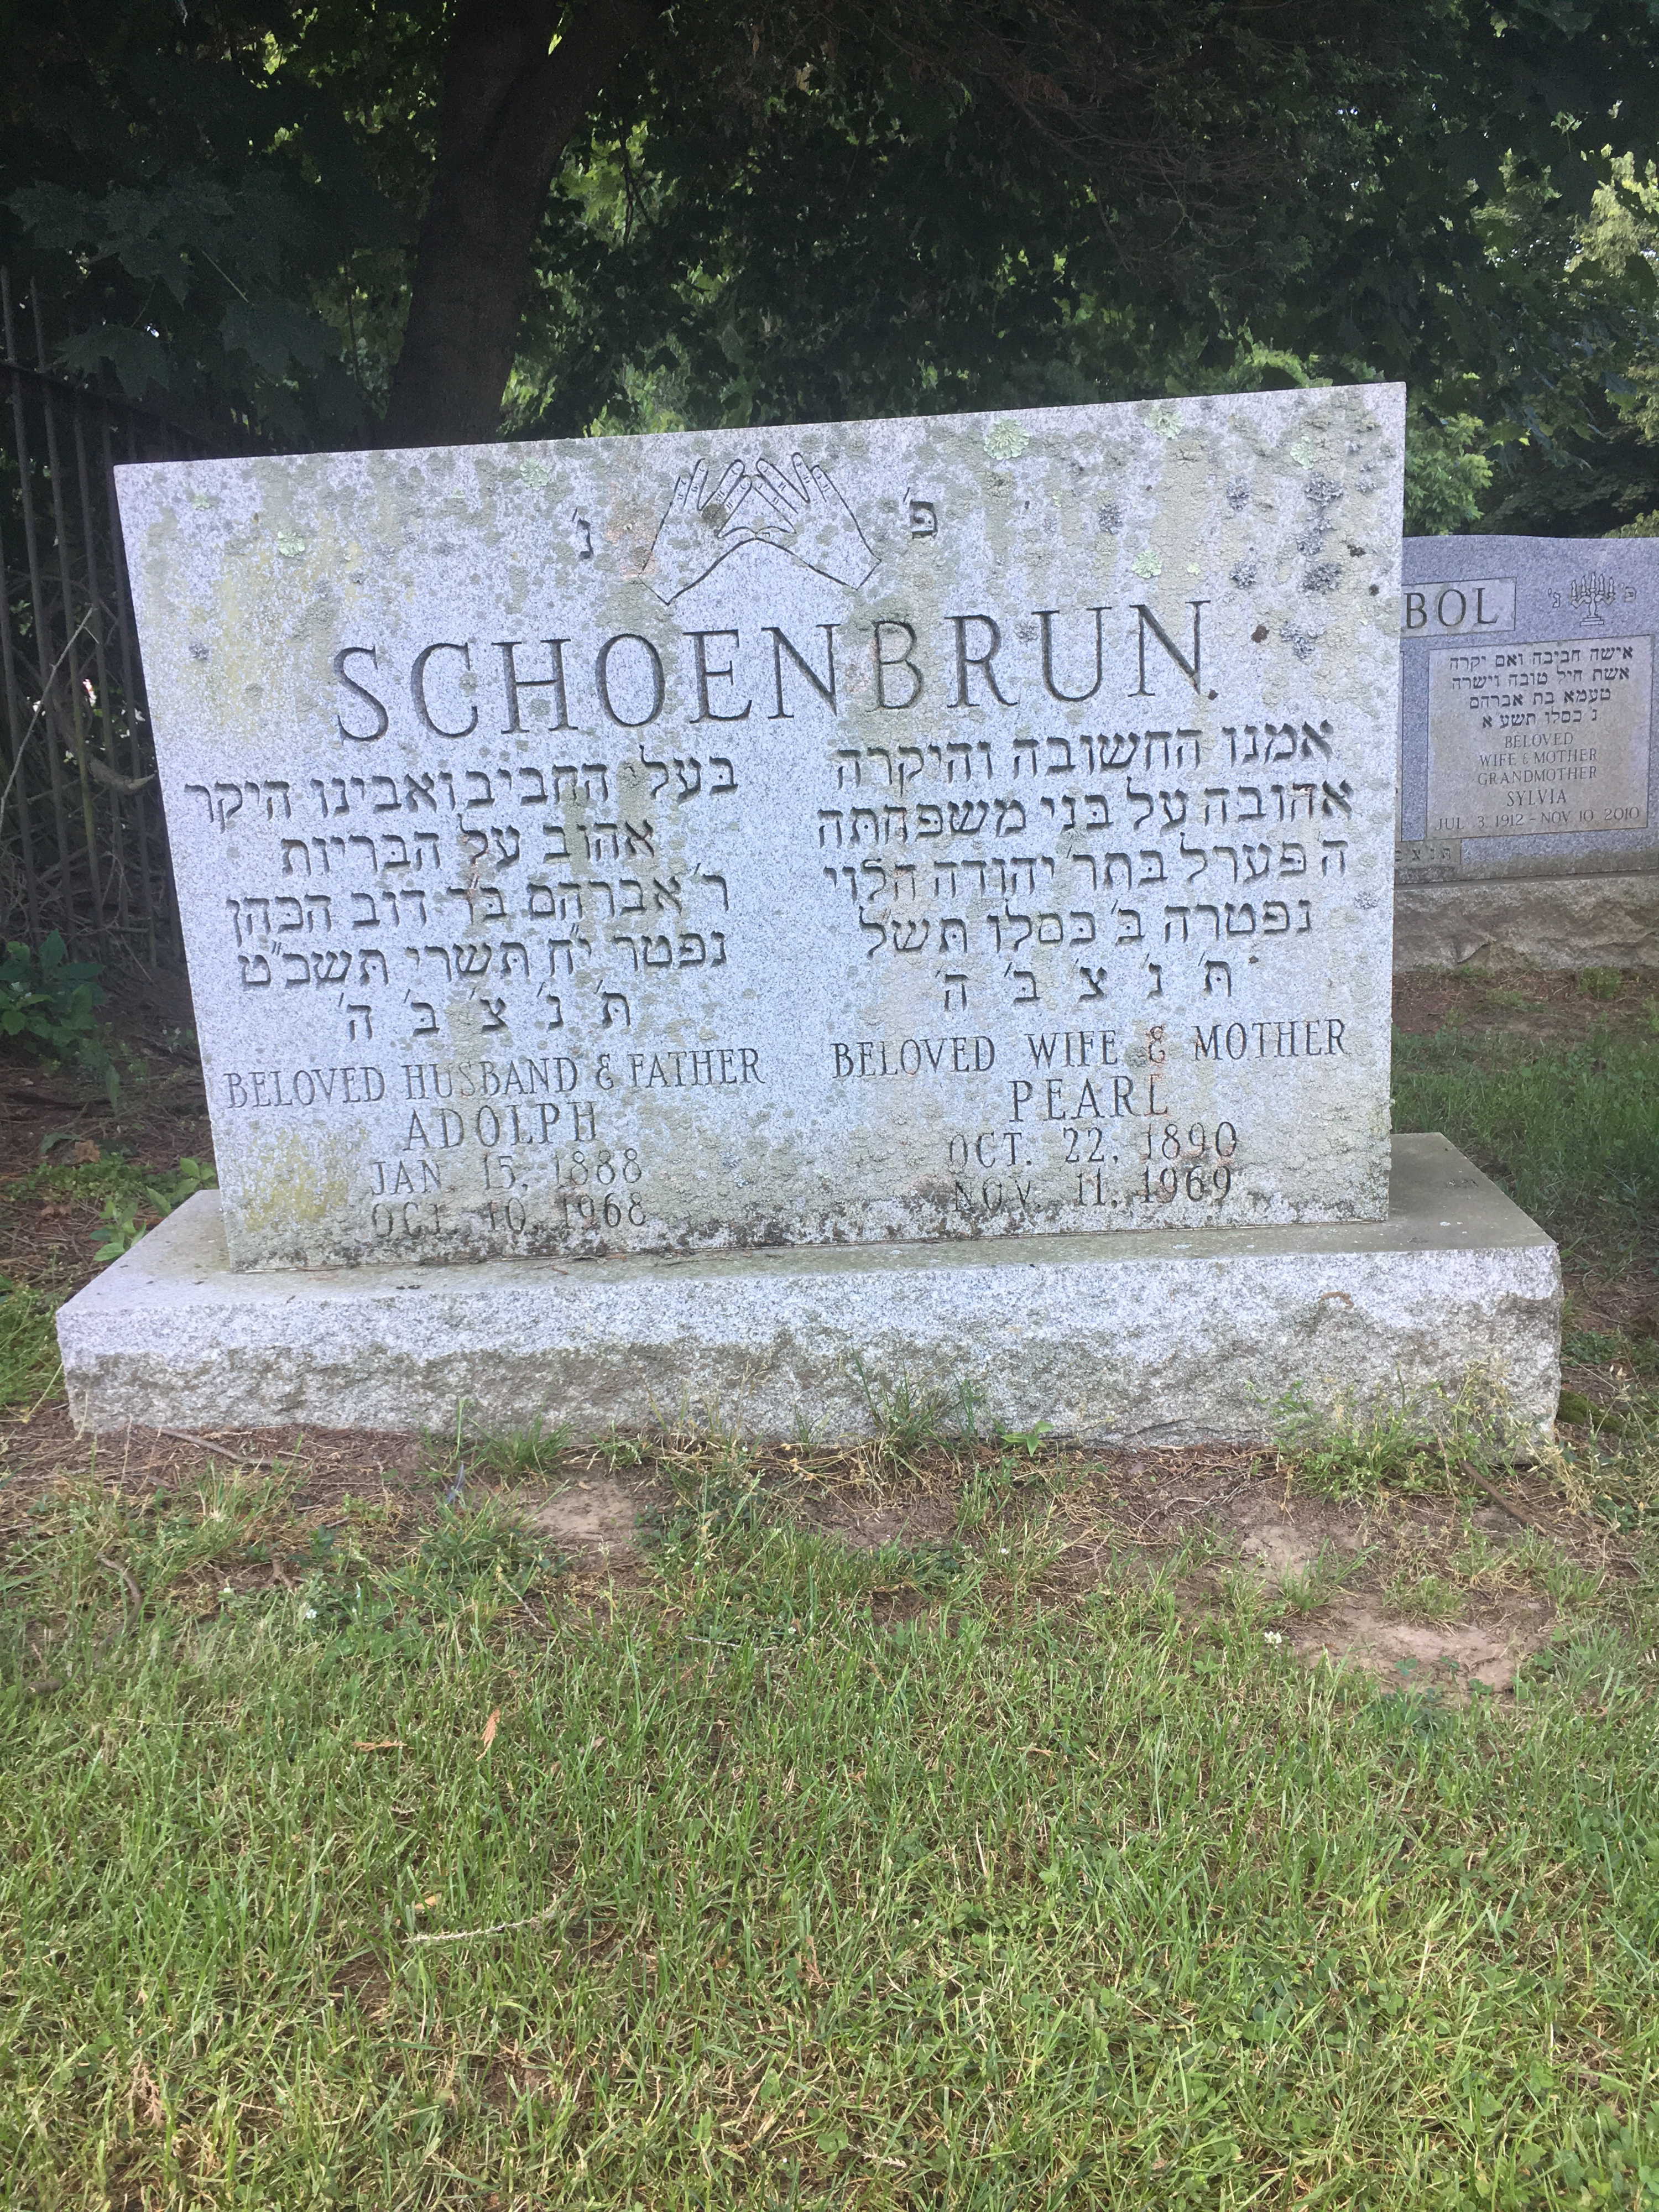 פ' נ'
SCHOENBRUN
אמנו החשובה והיקרה
אהובה על בני משפחתה
ה' פערל בתר' יהודה הלוי
נפטרה ב' כסלו תשל
ת' נ' צ' ב' ה'
BELOVED WIFE & MOTHER
PEARL
OCT. 22, 1890
NOV. 11, 1969
בעלי החביב ואבינו היקר
אהוב על הבריות
ר' אברהם בר דוב הכהן
נפטר י"ח תשרי תשכ"ט
ת' נ' צ' ב' ה'
BELOVED HUSBAND & FATHER
ADOLPH
JAN. 15, 1888
OCT. 10, 1968
BOL
פ' נ'
אישה חביבה ואם יקרה
אשת חיל טובה וישרה
טעמא בת אברהם
ג' כסלו תשע"א
BELOVED
WIFE & MOTHER
GRANDMOTHER
SYLVIA
JUL. 3, 1912 - NOV. 10, 2010